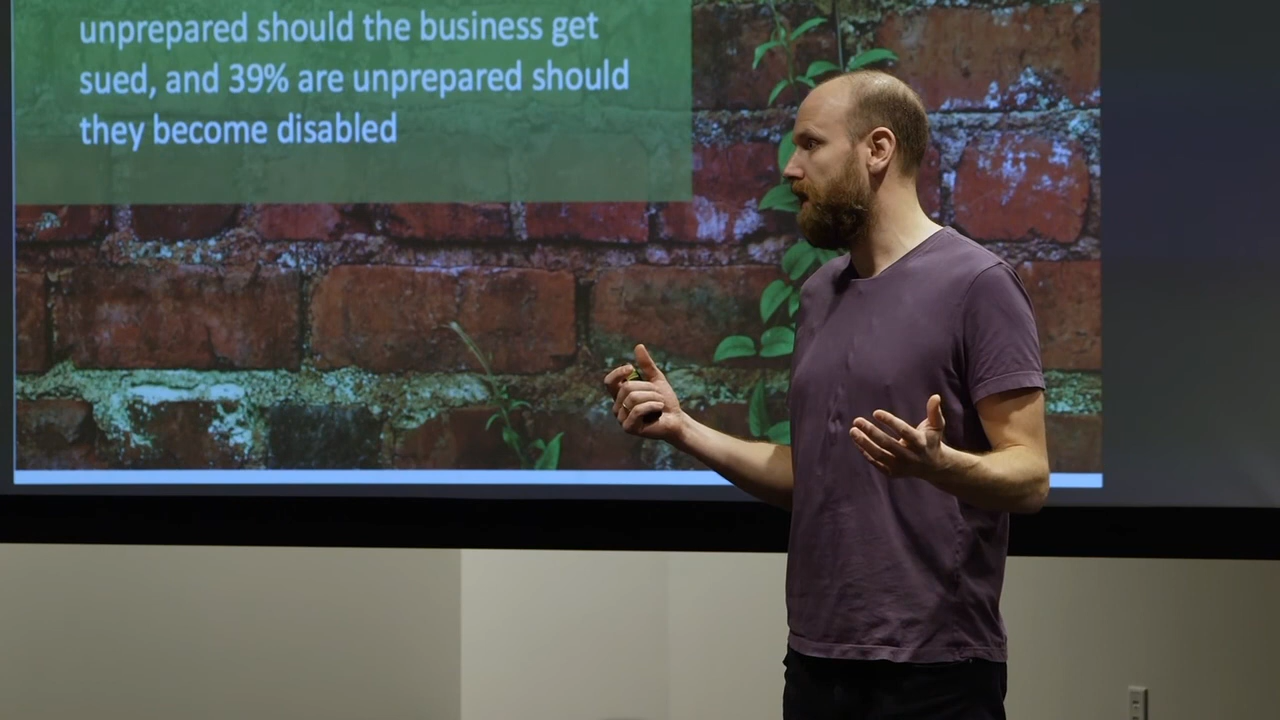 unprepared should the business get
sued, and 39% are unprepared should
they become disabled